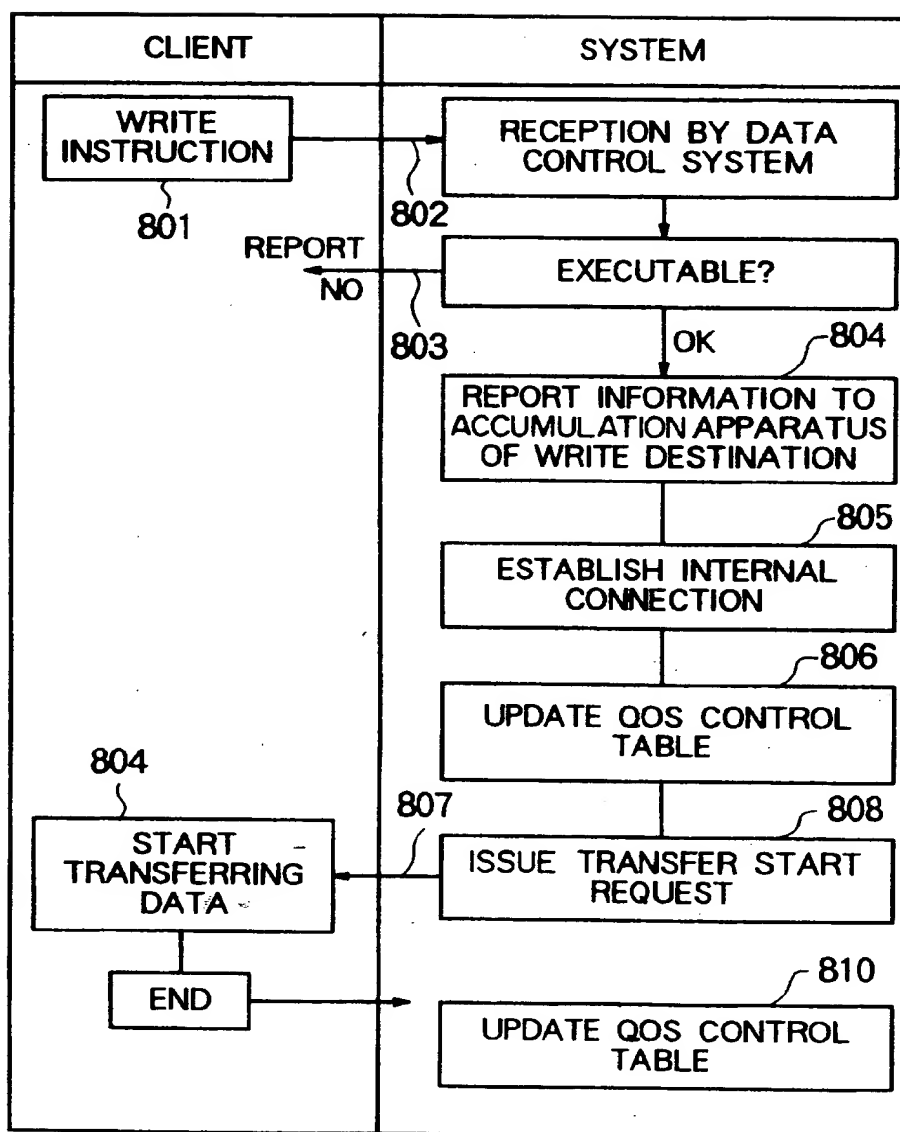 CLIENT
SYSTEM
WRITE
INSTRUCTION
801
802
RECEPTION BY DATA
CONTROL SYSTEM
REPORT
NO
803
EXECUTABLE?
OK
804
REPORT INFORMATION TO
ACCUMULATION APPARATUS
OF WRITE DESTINATION
805
ESTABLISH INTERNAL
CONNECTION
806
UPDATE QOS CONTROL
TABLE
804
START
TRANSFERRING
DATA
807
808
ISSUE TRANSFER START
REQUEST
END
810
UPDATE QOS CONTROL
TABLE